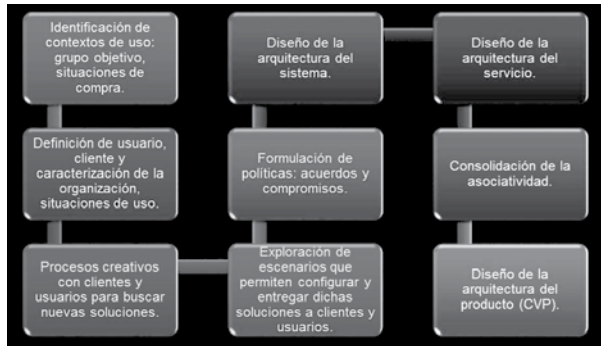 Identificación de
contextos de uso:
grupo objetivo,
situaciones de
compra.
Definición de usuario,
cliente y
caracterización de la
organización,
situaciones de uso.
Procesos creativos
con clientes y
usuarios para buscar
nuevas soluciones.
Exploración de
escenarios que
permiten configurar y
entregar dichas
soluciones a clientes y
usuarios.
Formulación de
políticas: acuerdos y
compromisos.
Diseño de la
arquitectura del
sistema.
Diseño de la
arquitectura del
servicio.
Consolidación de la
asociatividad.
Diseño de la
arquitectura del
producto (CVP).